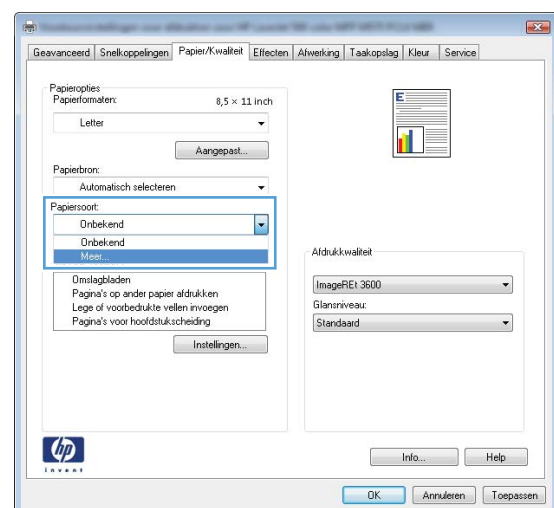 Geavanceerd Snelkoppelingen Papier/Kwaliteit Effecten Afwerking Taakopslag Kleur Service
Papieropties
Papierformaten: 8,5 × 11 inch
Letter
Aangepast...
Papierbron:
Automatisch selecteren
Papiersoort:
Onbekend
Onbekend
Meer...
Omslagbladen
Pagina's op ander papier afdrukken
Lege of voorbedrukte vellen invoegen
Pagina's voor hoofdstukscheiding
Instellingen...
E
Afdrukkwaliteit
ImageREt 3600
Glansniveau:
Standaard
hp
invent
Info... Help
OK Annuleren Toepassen